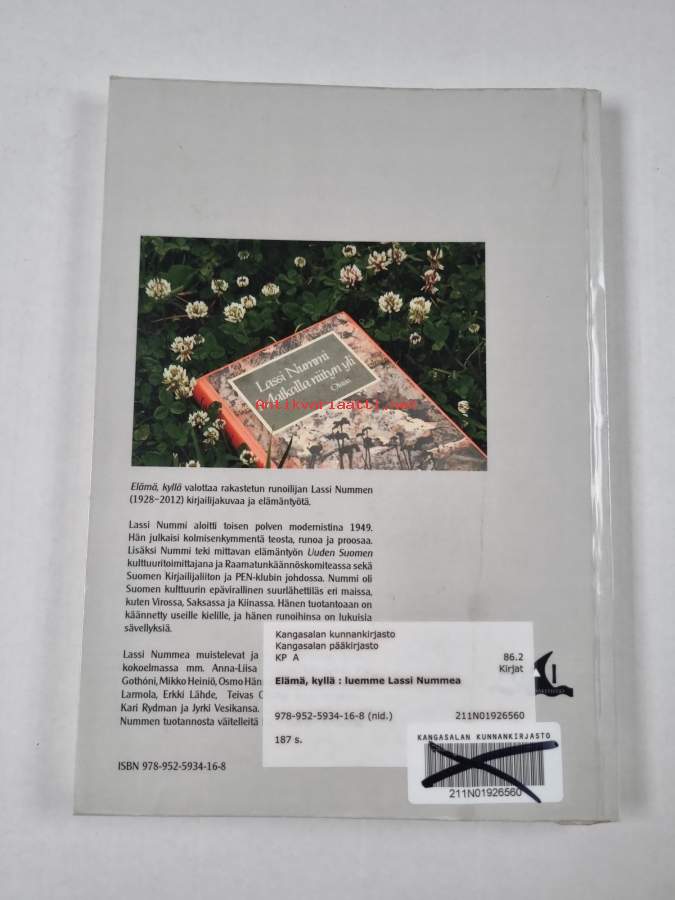 Lassi Nummi
Matkalla niityn yli
Otava
Antikvariaatti.net
Elämä, kyllä valottaa rakastetun runoilijan Lassi Nummen
(1928–2012) kirjailijakuvaa ja elämäntyötä.
Lassi Nummi aloitti toisen polven modernistina 1949.
Hän julkaisi kolmisenkymmentä teosta, runoa ja proosaa.
Lisäksi Nummi teki mittavan elämäntyön Uuden Suomen
kulttuuritoimittajana ja Raamatunkäännöskomiteassa sekä
Suomen Kirjailijaliiton ja PEN-klubin johdossa. Nummi oli
Suomen kulttuurin epävirallinen suurlähettiläs eri maissa,
kuten Virossa, Saksassa ja Kiinassa. Hänen tuotantoaan on
käännetty useille kielille, ja hänen runoihinsa on lukuisia
sävellyksiä.
Lassi Nummea muistelevat ja
kokoelmassa mm. Anna-Liisa
Gothóni, Mikko Heiniö, Osmo Hän
Larmola, Erkki Lähde, Teivas O
Kari Rydman ja Jyrki Vesikansa.
Nummen tuotannosta väitelleitä
ISBN 978-952-5934-16-8
Kangasalan kunnankirjasto
Kangasalan pääkirjasto
KP A 86.2
Kirjat
Elämä, kyllä : luemme Lassi Nummea
978-952-5934-16-8 (nid.) 211N01926560
187 s.
KANGASALAN KUNNANKIRJASTO
211N01926560